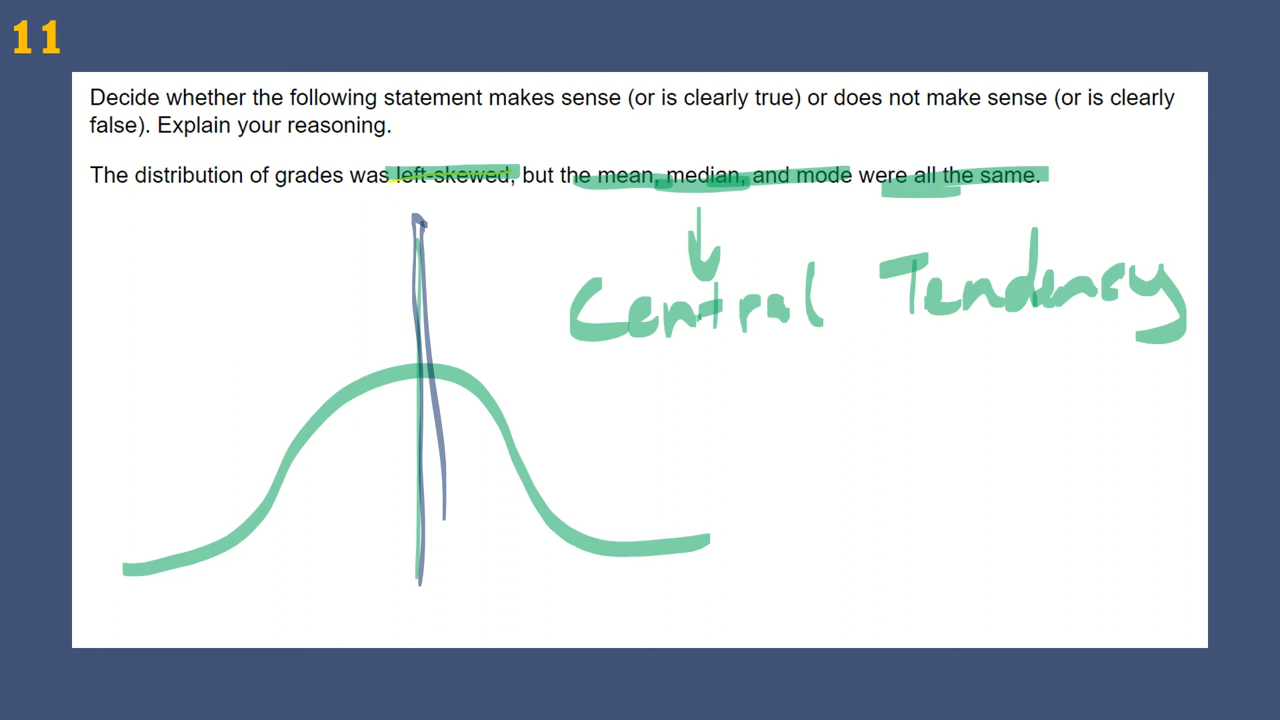 11
Decide whether the following statement makes sense (or is clearly true) or does not make sense (or is clearly
false). Explain your reasoning.
The distribution of grades was left-skewed, but the mean, median, and mode were all the same.
Central Tendency